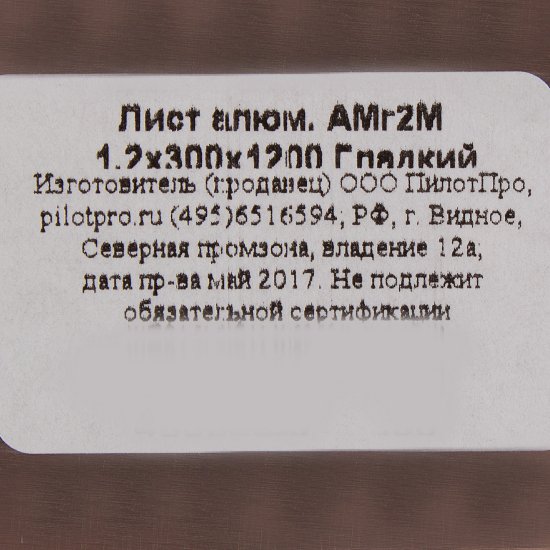 Лист алюм. АМг2М
1,2х300х1200 Гладкий
Изготовитель (продавец) ООО ПилотПро,
pilotpro.ru (495)6516594; РФ, г. Видное,
Северная промзона, владение 12а;
дата пр-ва май 2017. Не подлежит
обязательной сертификации